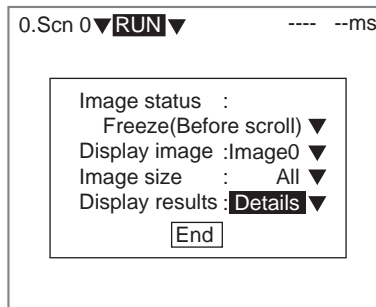 0.Scn 0▼RUN▼ ---- --ms
Image status :
Freeze(Before scroll) ▼
Display image :Image0 ▼
Image size : All ▼
Display results : Details ▼
End